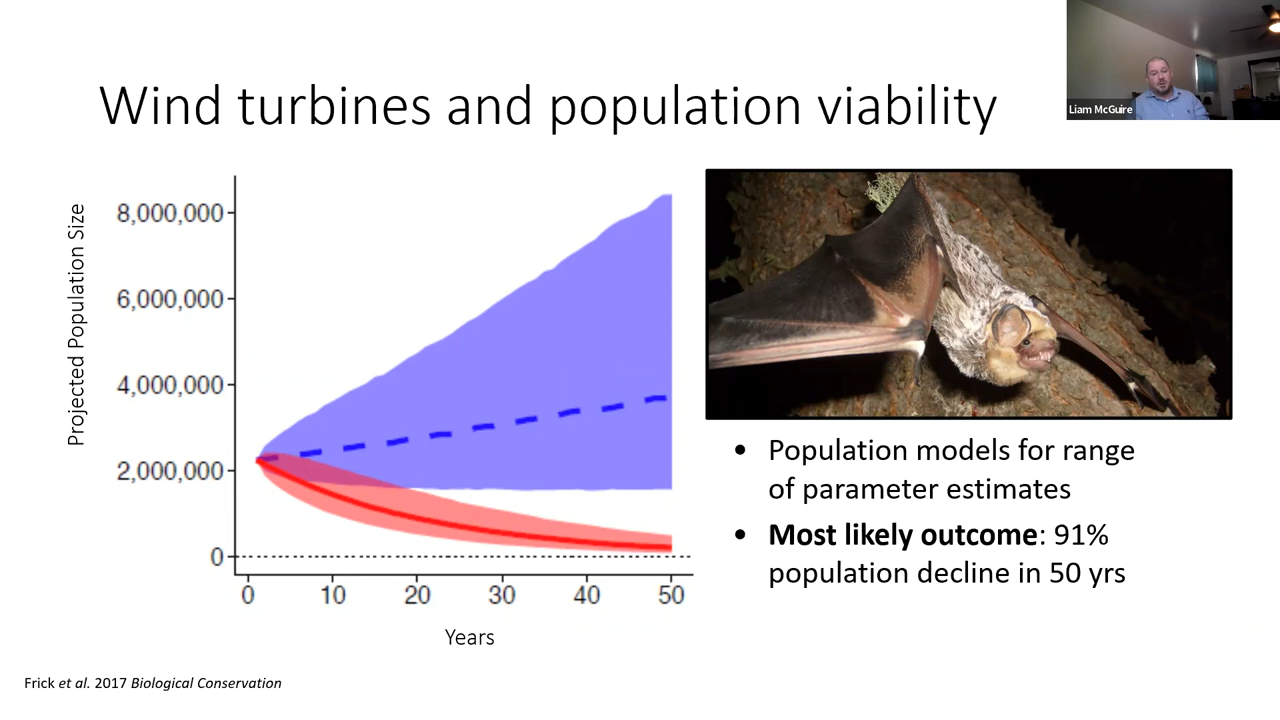 Wind turbines and population viability
Liam McGuire
Projected Population Size
8,000,000
6,000,000
4,000,000
2,000,000
0
0 10 20 30 40 50
Years
• Population models for range
of parameter estimates
• Most likely outcome: 91%
population decline in 50 yrs
Frick et al. 2017 Biological Conservation